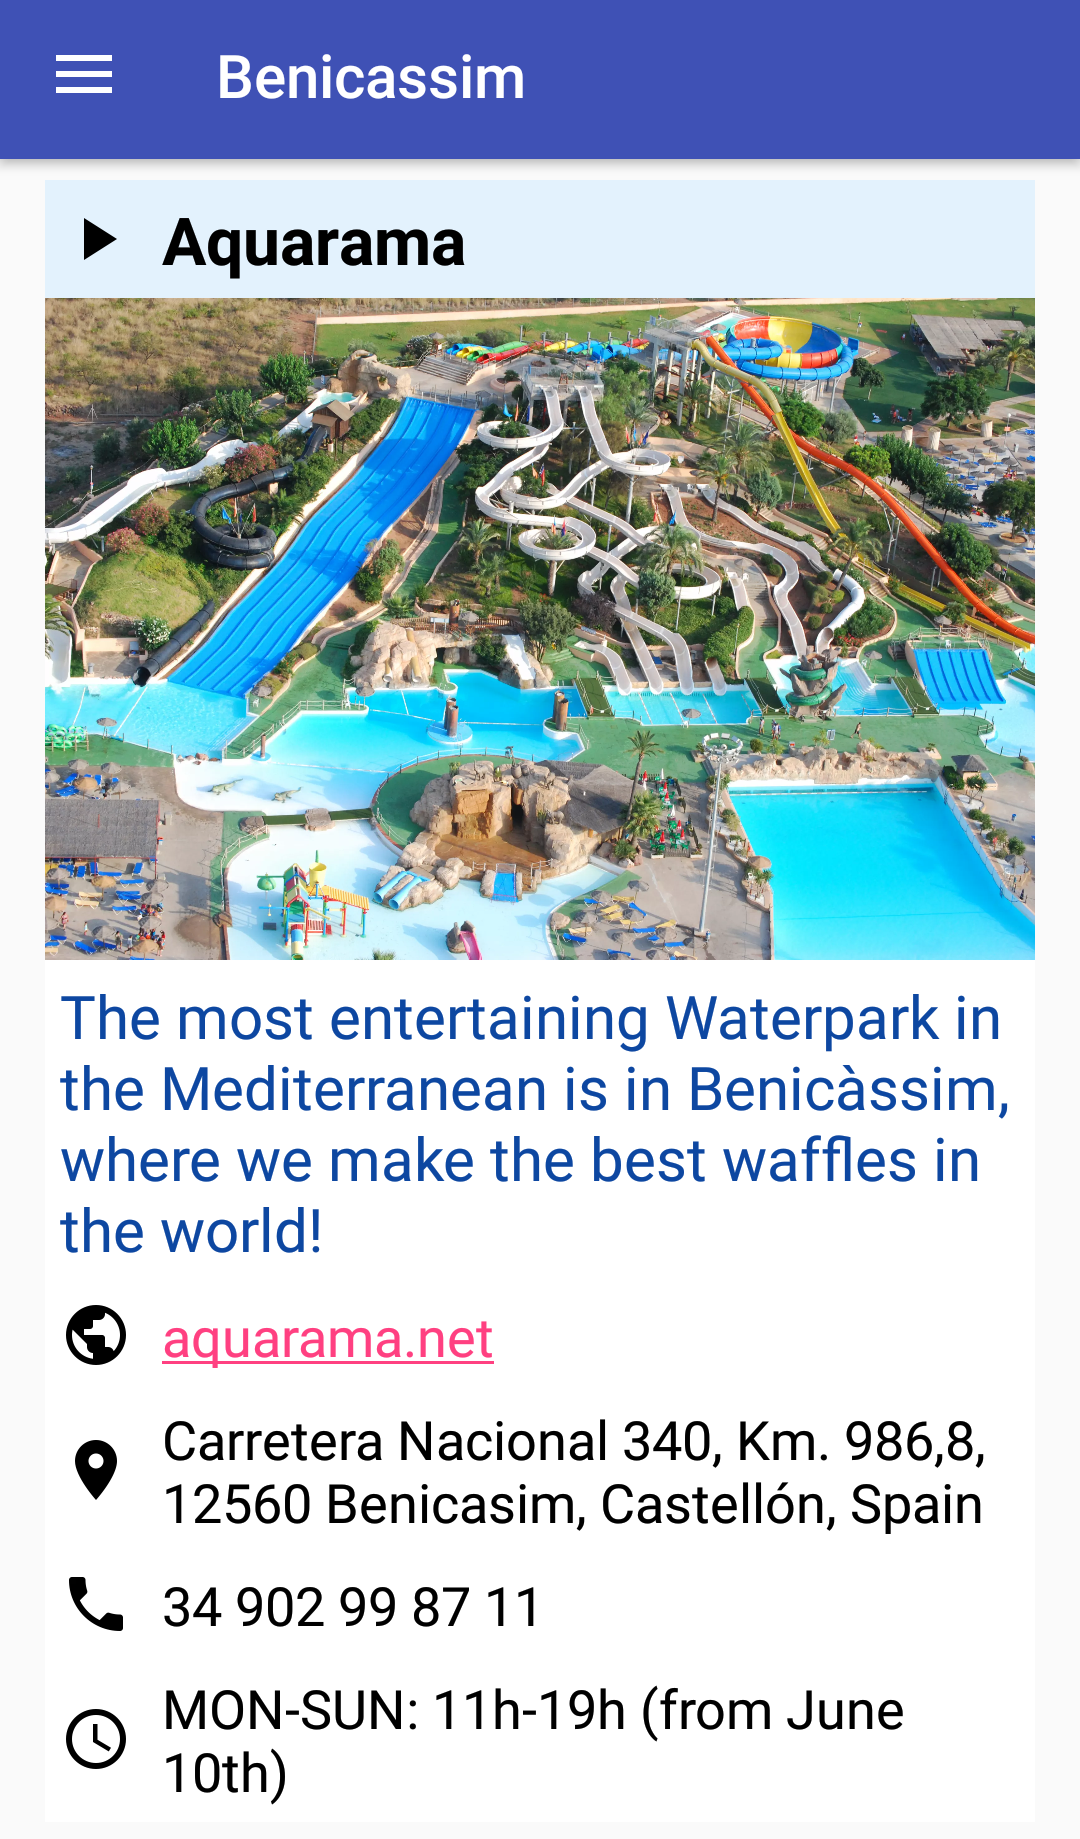 Benicassim
Aquarama
The most entertaining Waterpark in
the Mediterranean is in Benicàssim,
where we make the best waffles in
the world!
aquarama.net
Carretera Nacional 340, Km. 986,8,
12560 Benicasim, Castellón, Spain
34 902 99 87 11
MON-SUN: 11h-19h (from June
10th)